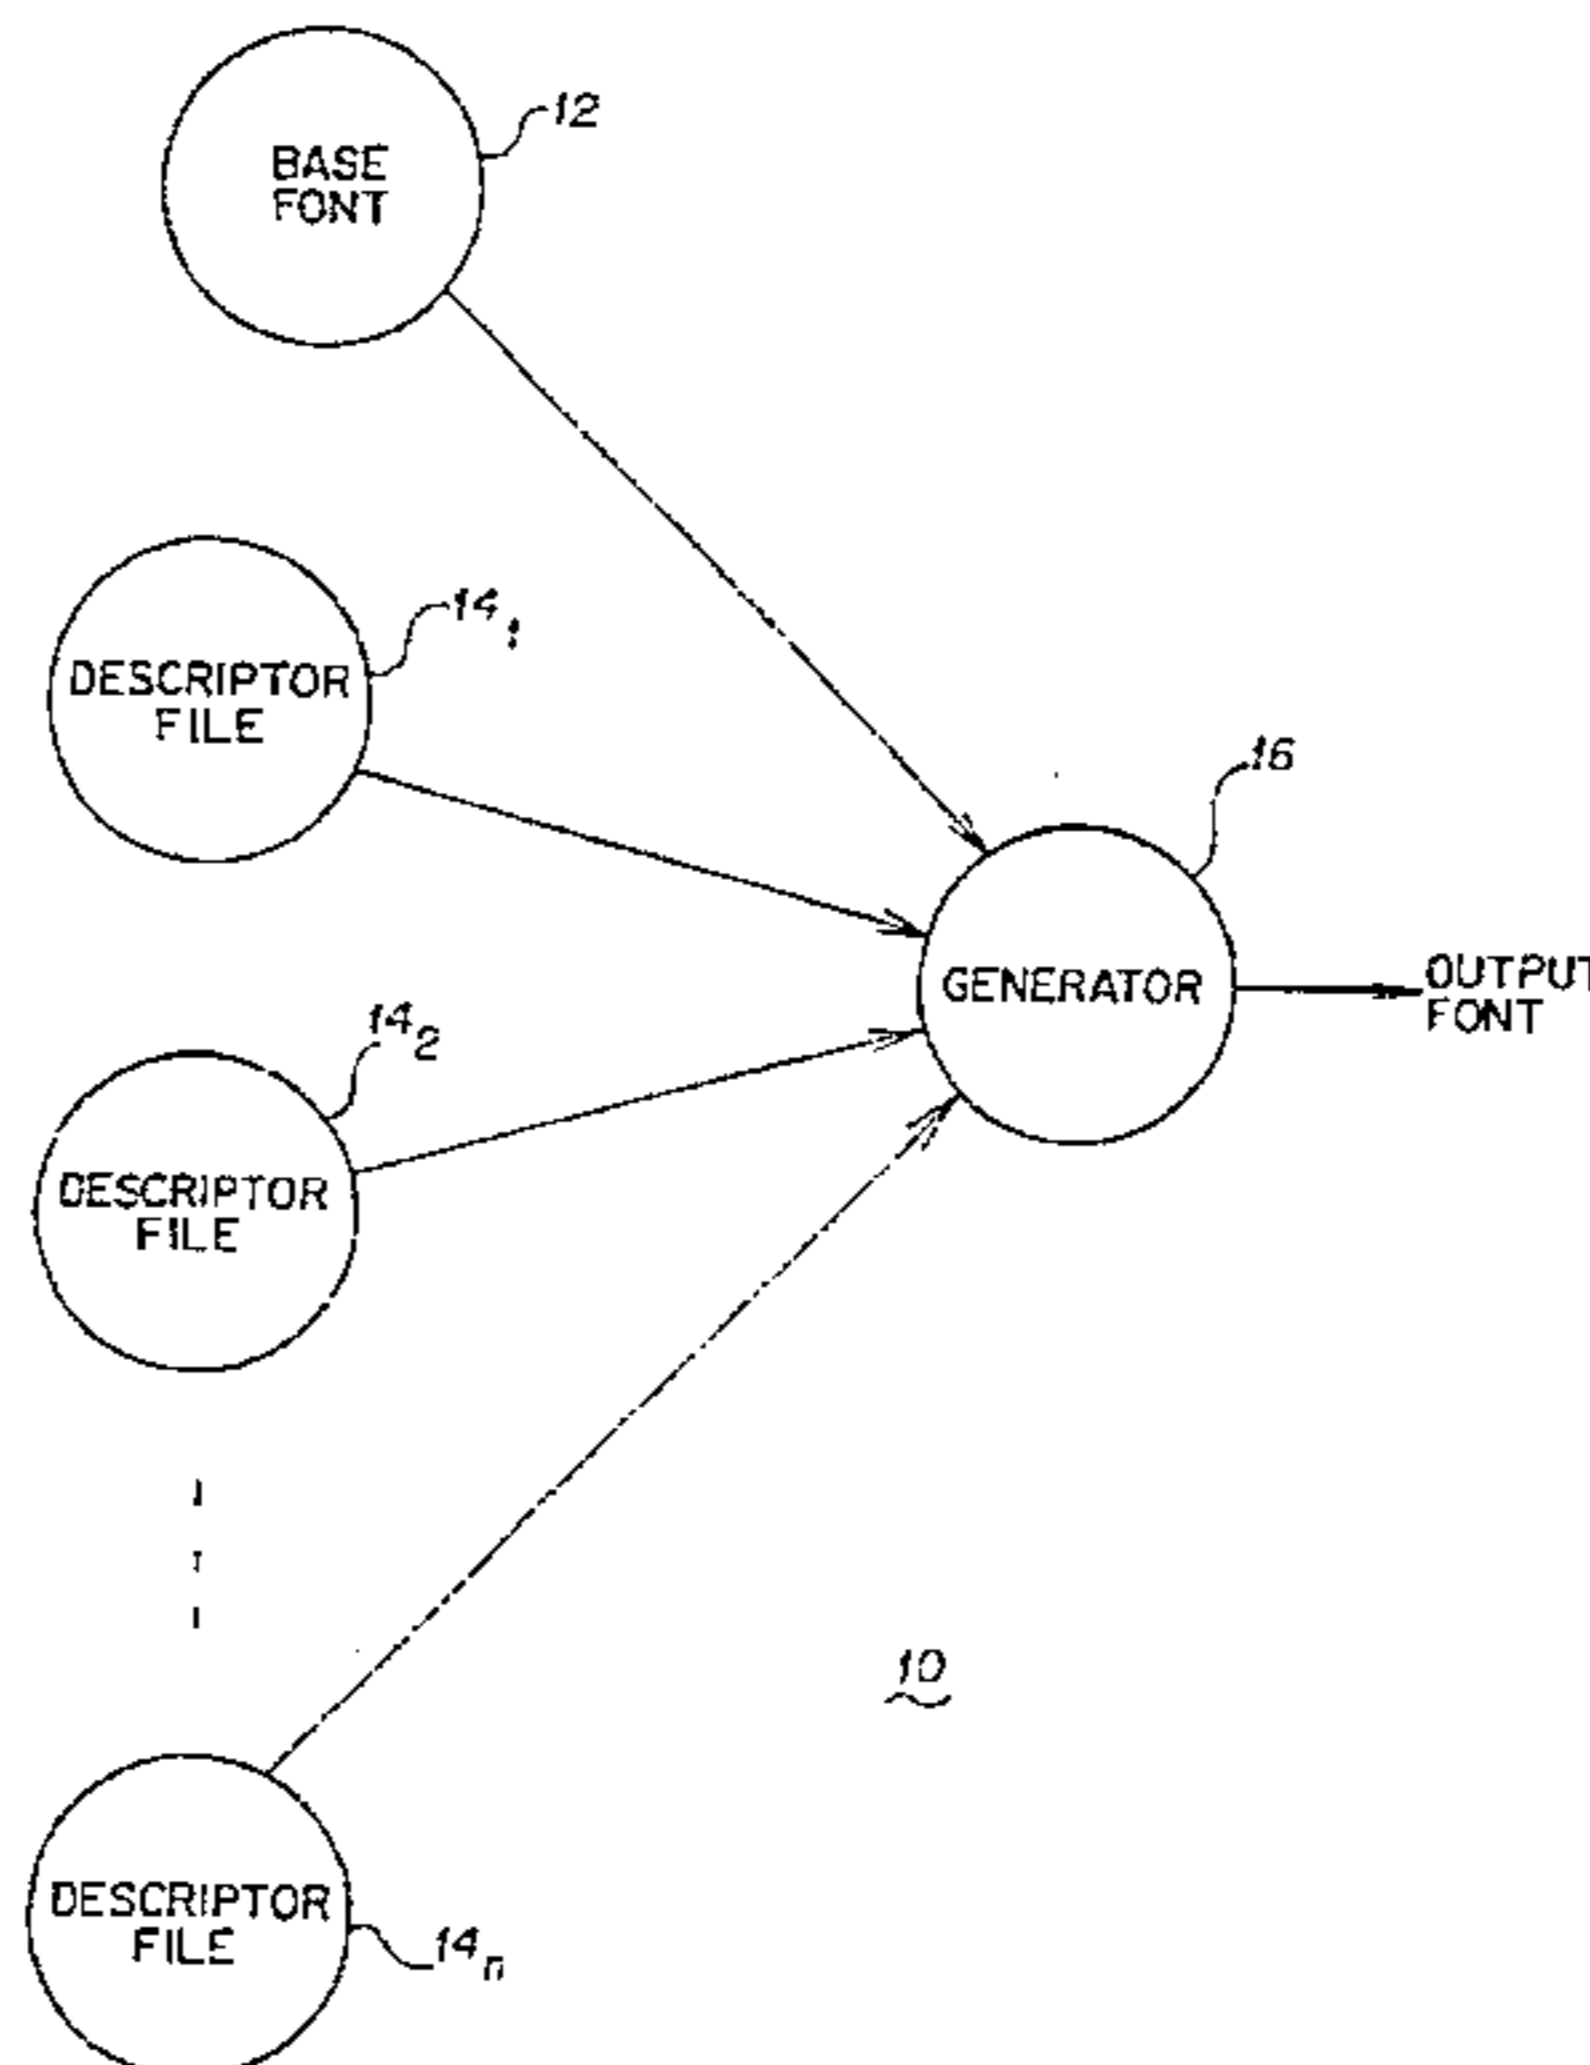 12
BASE
FONT
14₁
DESCRIPTOR
FILE
16
GENERATOR
OUTPUT
FONT
14₂
DESCRIPTOR
FILE
10
DESCRIPTOR
FILE
14ₙ